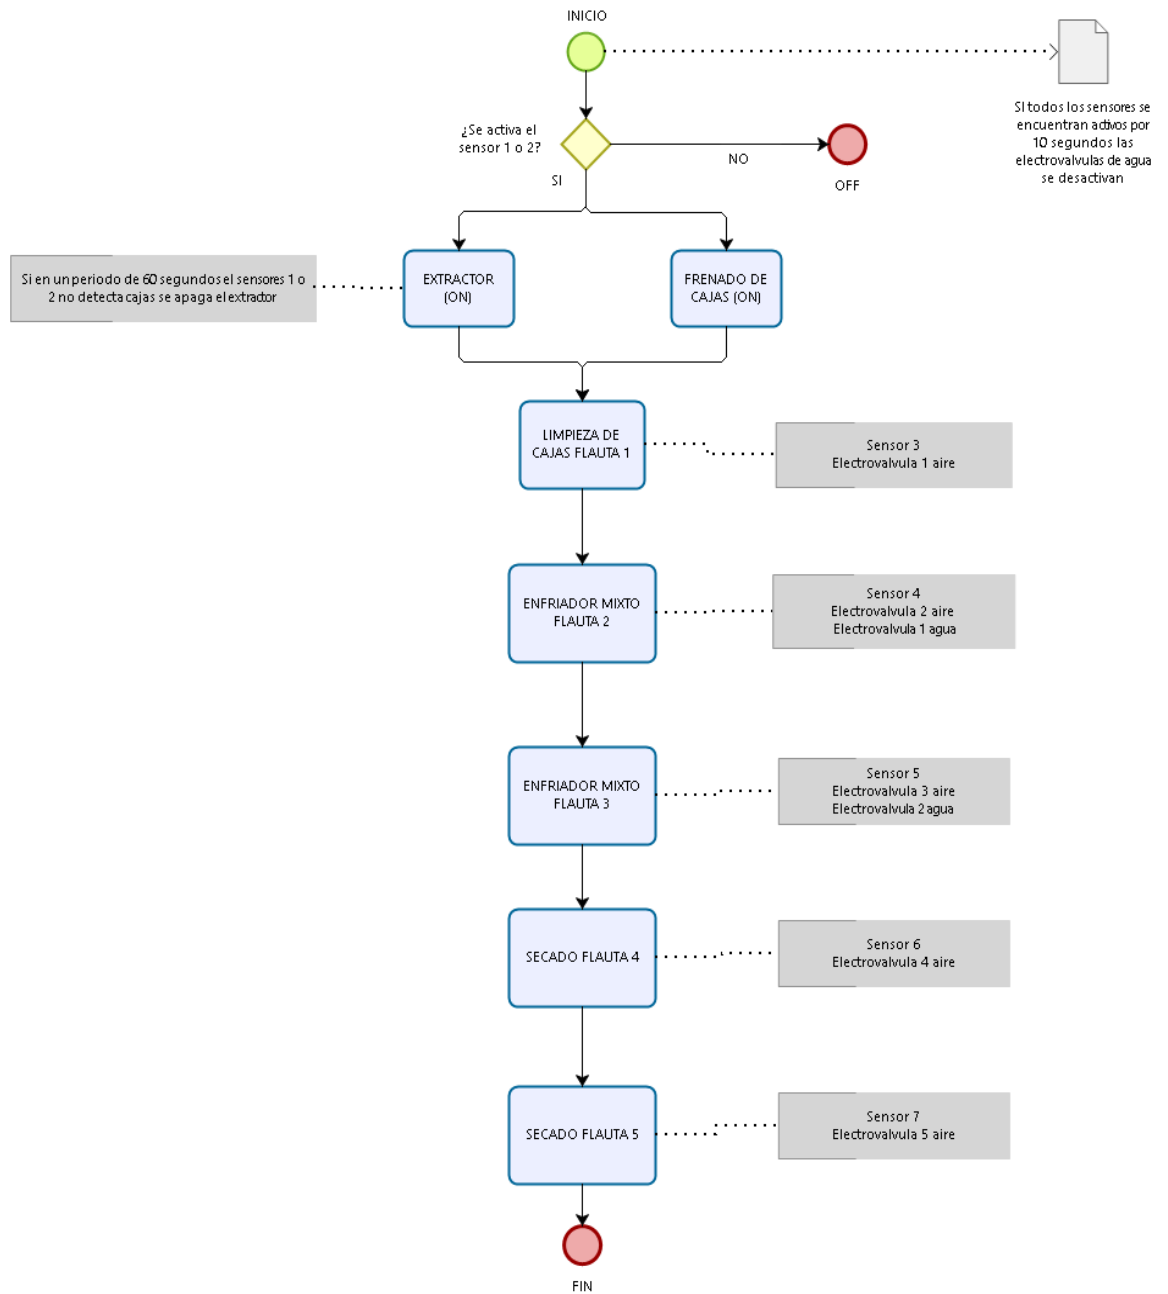 INICIO
SI todos los sensores se
encuentran activos por
10 segundos las
electrovalvulas de agua
se desactivan
¿Se activa el
sensor 1 o 2?
NO
OFF
SI
Si en un periodo de 60 segundos el sensores 1 o
2 no detecta cajas se apaga el extractor
EXTRACTOR
(ON)
FRENADO DE
CAJAS (ON)
LIMPIEZA DE
CAJAS FLAUTA 1
Sensor 3
Electrovalvula 1 aire
ENFRIADOR MIXTO
FLAUTA 2
Sensor 4
Electrovalvula 2 aire
Electrovalvula 1 agua
ENFRIADOR MIXTO
FLAUTA 3
Sensor 5
Electrovalvula 3 aire
Electrovalvula 2 agua
SECADO FLAUTA 4
Sensor 6
Electrovalvula 4 aire
SECADO FLAUTA 5
Sensor 7
Electrovalvula 5 aire
FIN